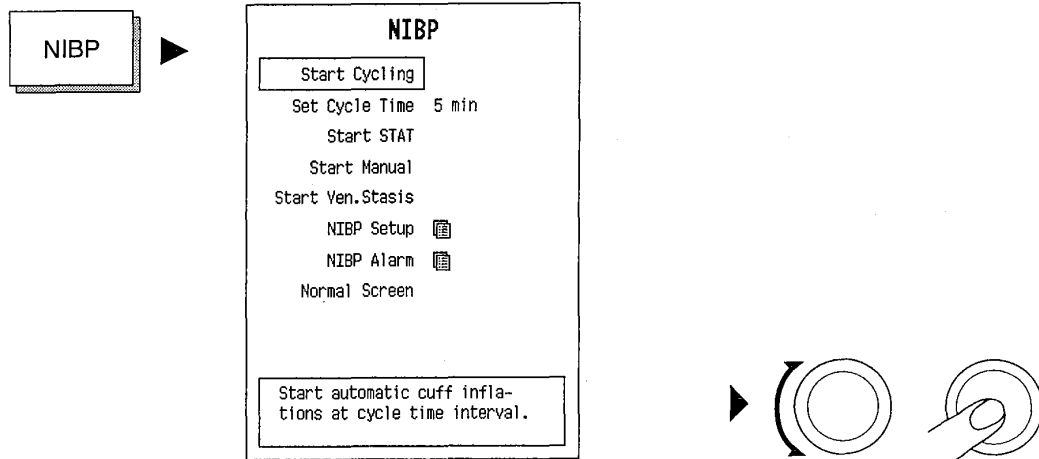 NIBP
NIBP
Start Cycling
Set Cycle Time 5 min
Start STAT
Start Manual
Start Ven.Stasis
NIBP Setup
NIBP Alarm
Normal Screen
Start automatic cuff infla-
tions at cycle time interval.